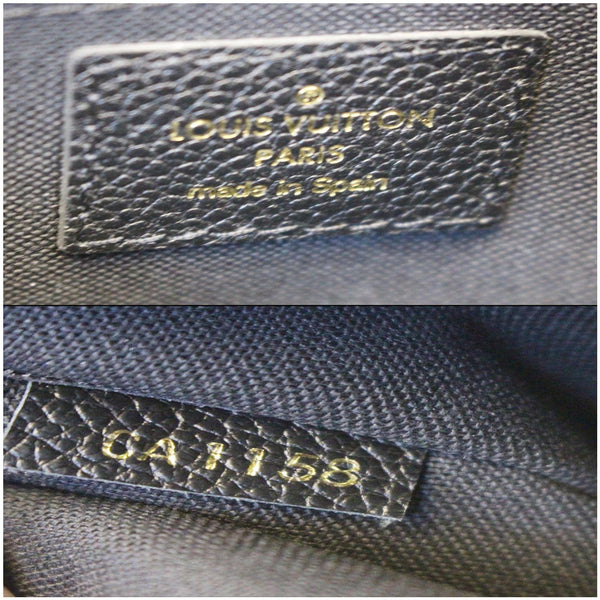 ®
LOUIS VUITTON
PARIS
made in Spain
CA1158